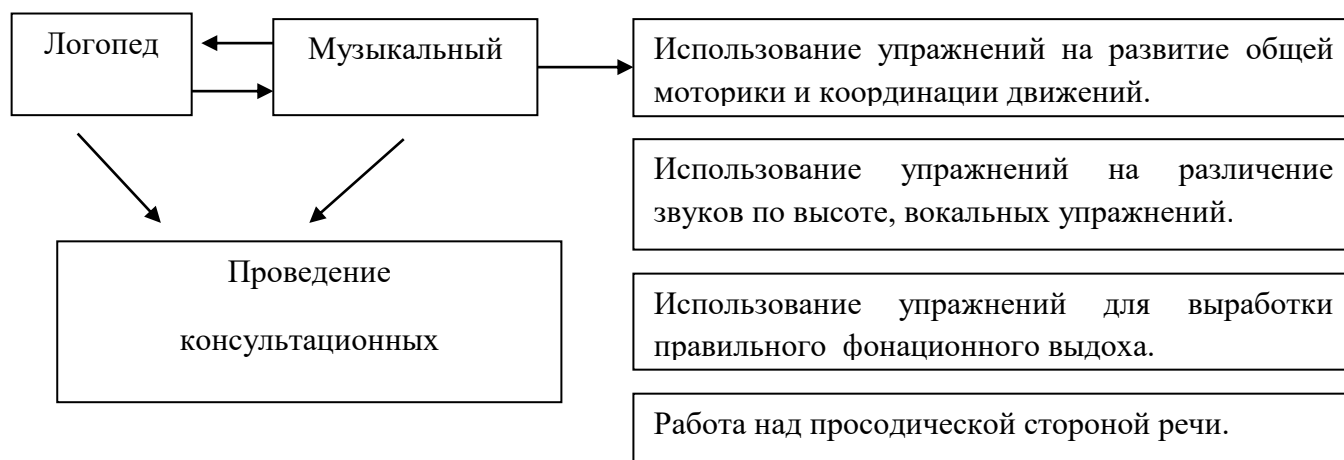 Логопед
Музыкальный
Использование упражнений на развитие общей
моторики и координации движений.
Использование упражнений на различение
звуков по высоте, вокальных упражнений.
Проведение
консультационных
Использование упражнений для выработки
правильного фонационного выдоха.
Работа над просодической стороной речи.